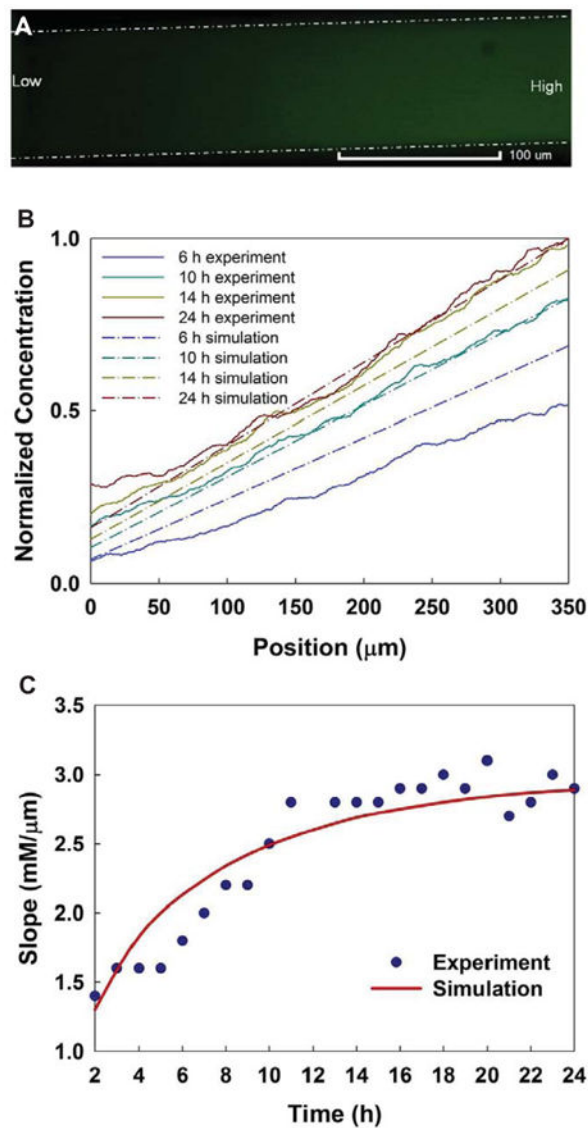 A
Low
High
100 um
B
1.0
0.5
0.0
Normalized Concentration
6 h experiment
10 h experiment
14 h experiment
24 h experiment
6 h simulation
10 h simulation
14 h simulation
24 h simulation
0 50 100 150 200 250 300 350
Position (μm)
C
3.5
3.0
2.5
2.0
1.5
1.0
Slope (mM/μm)
Experiment
Simulation
2 4 6 8 10 12 14 16 18 20 22 24
Time (h)